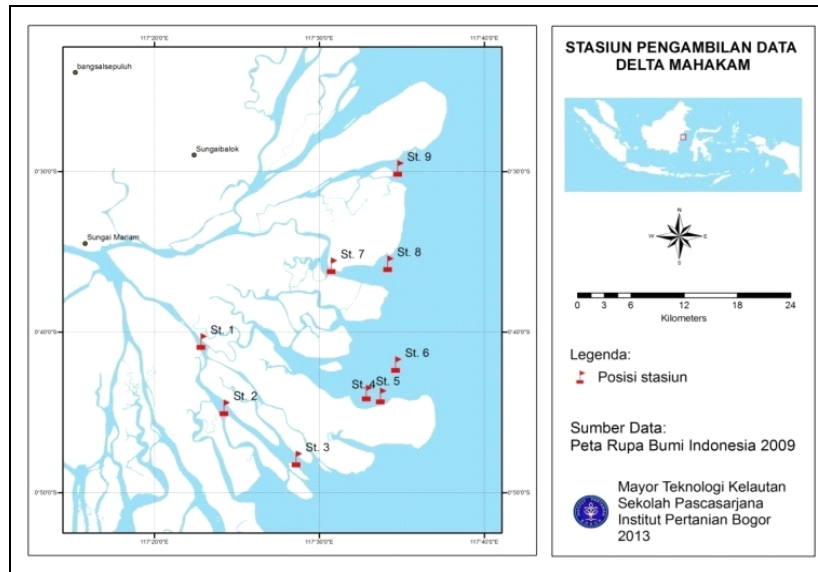 117°20'0"E 117°30'0"E 117°40'0"E
bangsalsepuluh
Sungaibalok
St. 9
0°30'0"S 0°30'0"S
Sungai Mariam
St. 7 St. 8
St. 1
0°40'0"S 0°40'0"S
St. 6
St. 4 St. 5
St. 2
St. 3
0°50'0"S 0°50'0"S
117°20'0"E 117°30'0"E 117°40'0"E
STASIUN PENGAMBILAN DATA
DELTA MAHAKAM
N
W E
S
0 3 6 12 18 24
Kilometers
Legenda:
Posisi stasiun
Sumber Data:
Peta Rupa Bumi Indonesia 2009
Mayor Teknologi Kelautan
Sekolah Pascasarjana
Institut Pertanian Bogor
2013